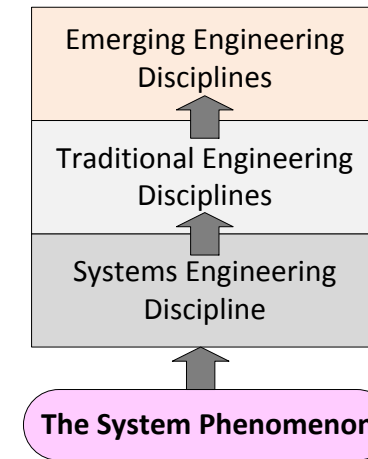 Emerging Engineering
Disciplines
Traditional Engineering
Disciplines
Systems Engineering
Discipline
The System Phenomenon